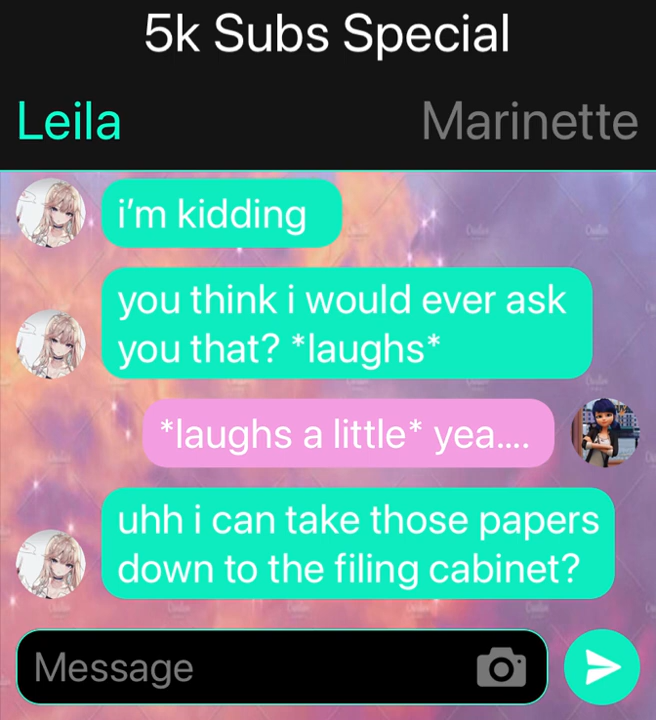 5k Subs Special
Leila
Marinette
i’m kidding
you think i would ever ask
you that? *laughs*
*laughs a little* yea....
uhh i can take those papers
down to the filing cabinet?
Message